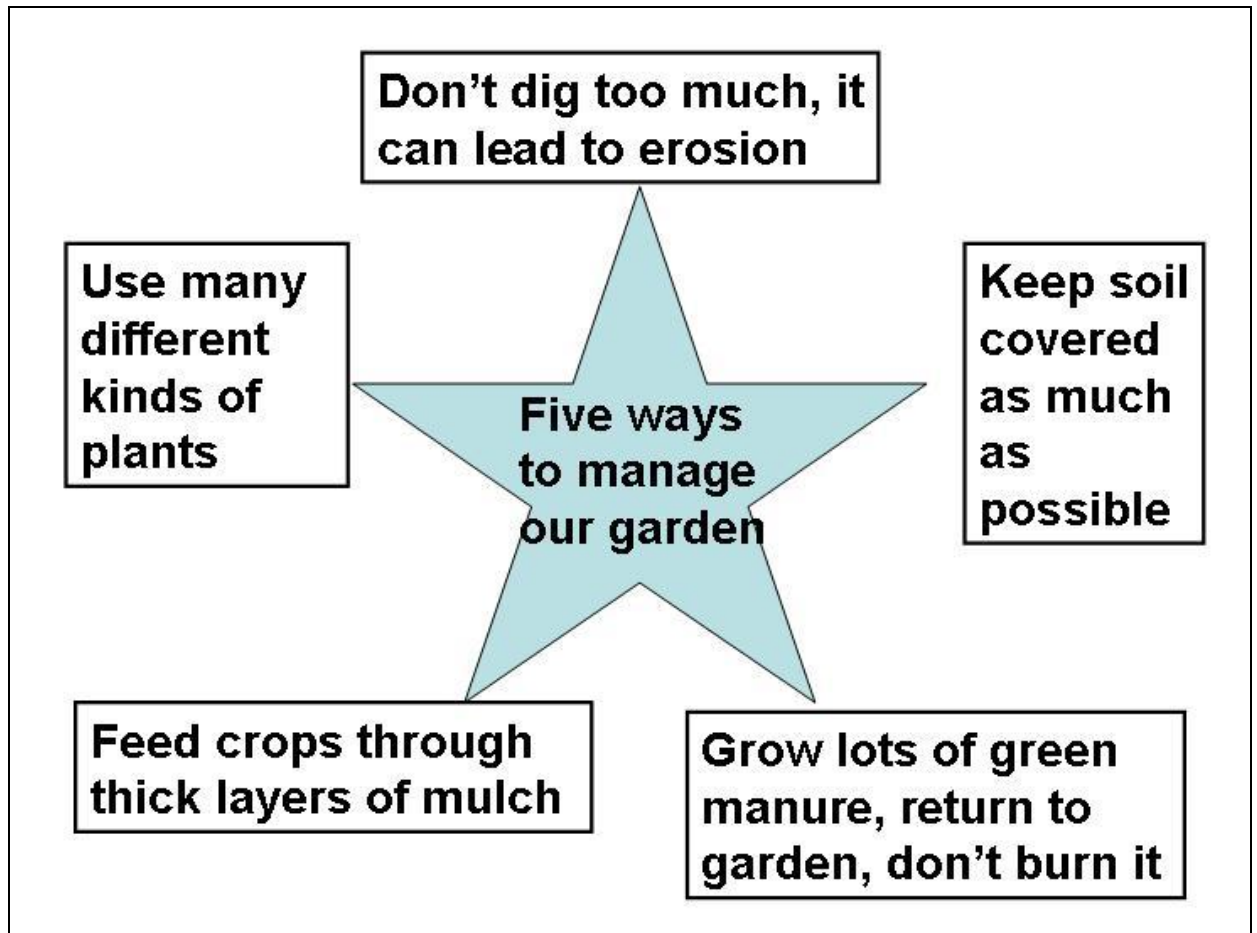 Don’t dig too much, it
can lead to erosion
Use many
different
kinds of
plants
Keep soil
covered
as much
as
possible
Five ways
to manage
our garden
Feed crops through
thick layers of mulch
Grow lots of green
manure, return to
garden, don’t burn it